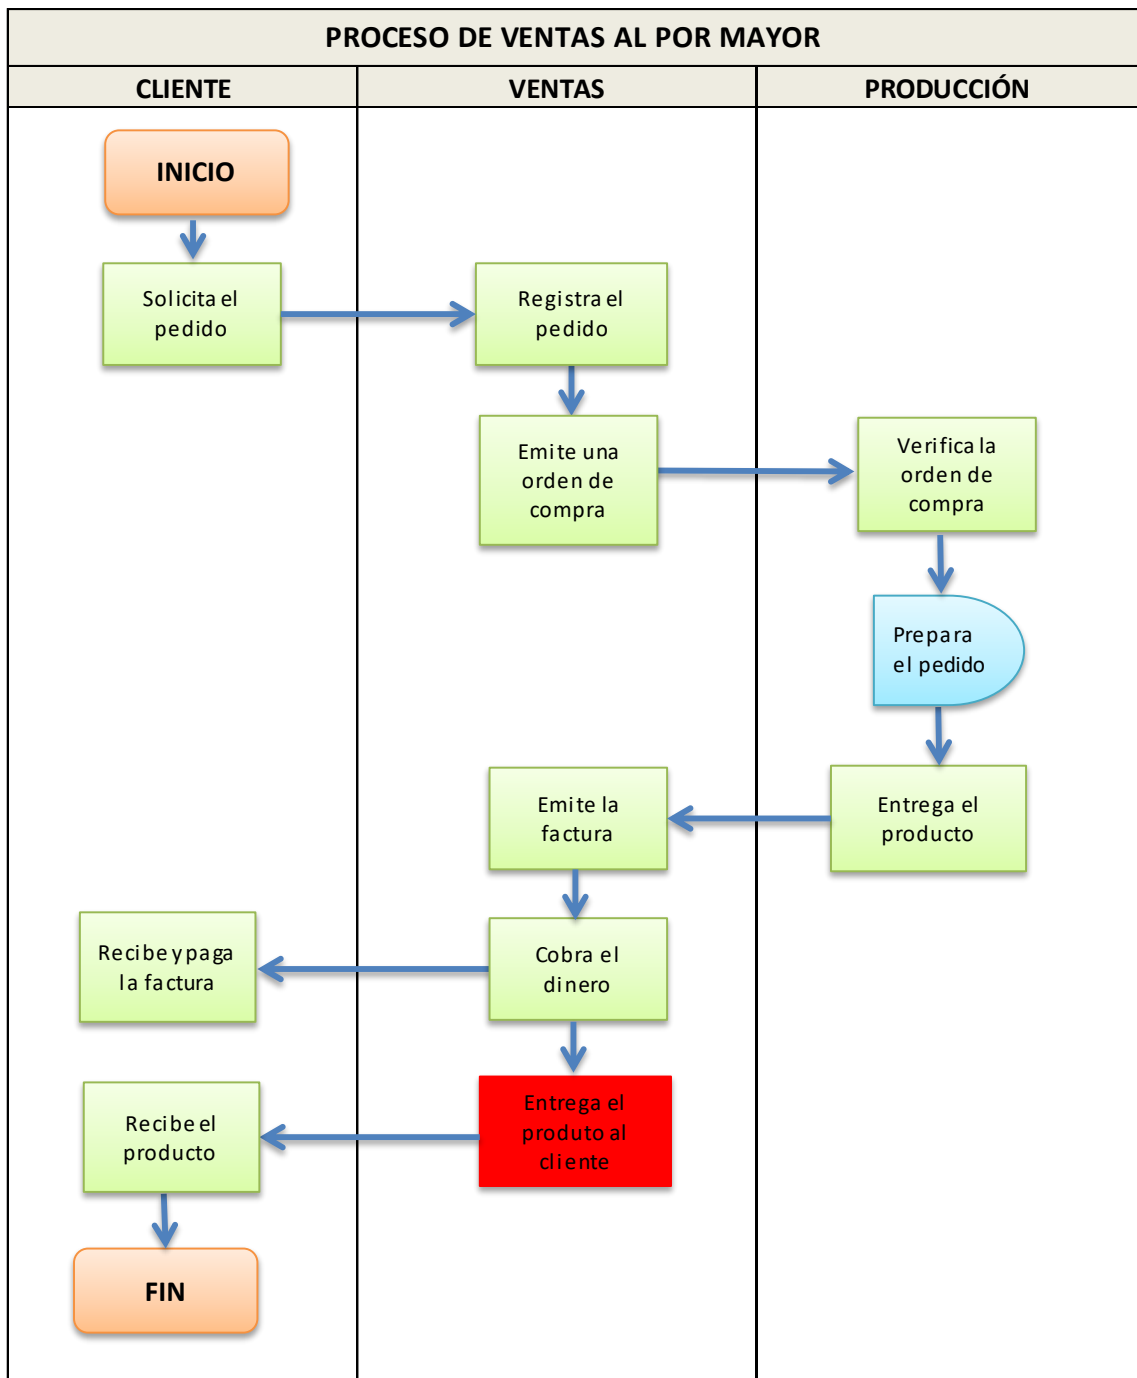 PROCESO DE VENTAS AL POR MAYOR
CLIENTE
VENTAS
PRODUCCIÓN
INICIO
Solicita el
pedido
Registra el
pedido
Emite una
orden de
compra
Verifica la
orden de
compra
Prepara
el pedido
Entrega el
producto
Emite la
factura
Cobra el
dinero
Recibe y paga
la factura
Entrega el
produto al
cliente
Recibe el
producto
FIN